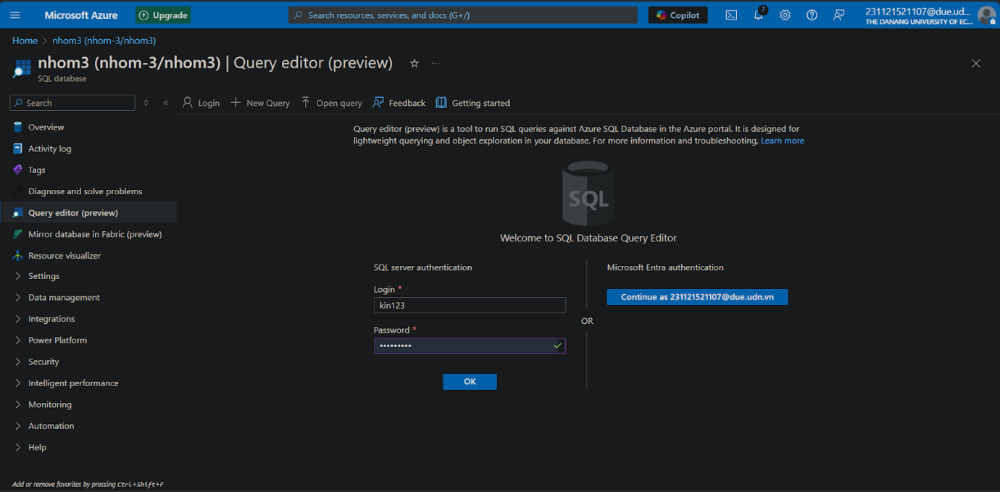 Microsoft Azure
Upgrade
Search resources, services, and docs (G+/)
Copilot
7
231121521107@due.ud...
THE DANANG UNIVERSITY OF EC...
Home > nhom3 (nhom-3/nhom3)
nhom3 (nhom-3/nhom3) | Query editor (preview)
SQL database
Search
Login
New Query
Open query
Feedback
Getting started
Overview
Activity log
Tags
Diagnose and solve problems
Query editor (preview)
Mirror database in Fabric (preview)
Resource visualizer
Settings
Data management
Integrations
Power Platform
Security
Intelligent performance
Monitoring
Automation
Help
Add or remove favorites by pressing Ctrl+Shift+F
Query editor (preview) is a tool to run SQL queries against Azure SQL Database in the Azure portal. It is designed for
lightweight querying and object exploration in your database. For more information and troubleshooting, Learn more
SQL
Welcome to SQL Database Query Editor
SQL server authentication
Login *
kin123
Password *
•••••••••
OK
OR
Microsoft Entra authentication
Continue as 231121521107@due.udn.vn